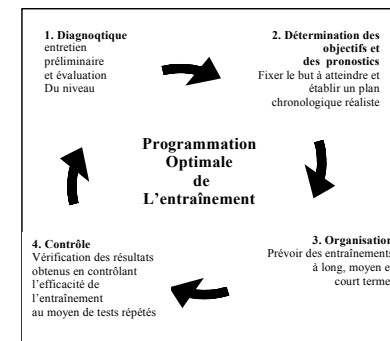 1. Diagnoqtique
entretien
préliminaire
et évaluation
Du niveau
2. Détermination des
objectifs et
des pronostics
Fixer le but à atteindre et
établir un plan
chronologique réaliste
Programmation
Optimale
de
L'entraînement
3. Organisation
Prévoir des entraînements
à long, moyen e
court terme
4. Contrôle
Vérification des résultats
obtenus en contrôlant
l'efficacité de
l'entraînement
au moyen de tests répétés